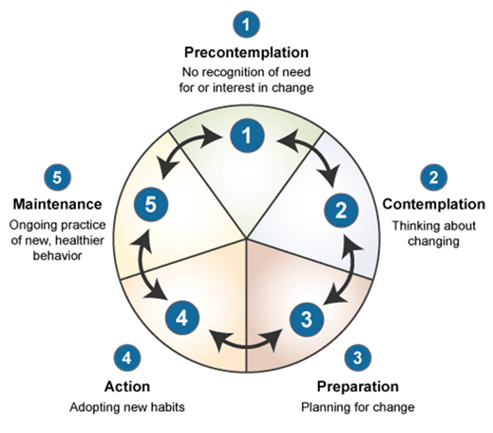 1
Precontemplation
No recognition of need
for or interest in change
1
5
Maintenance
Ongoing practice
of new, healthier
behavior
5
2
2
Contemplation
Thinking about
changing
4
3
4
Action
Adopting new habits
3
Preparation
Planning for change